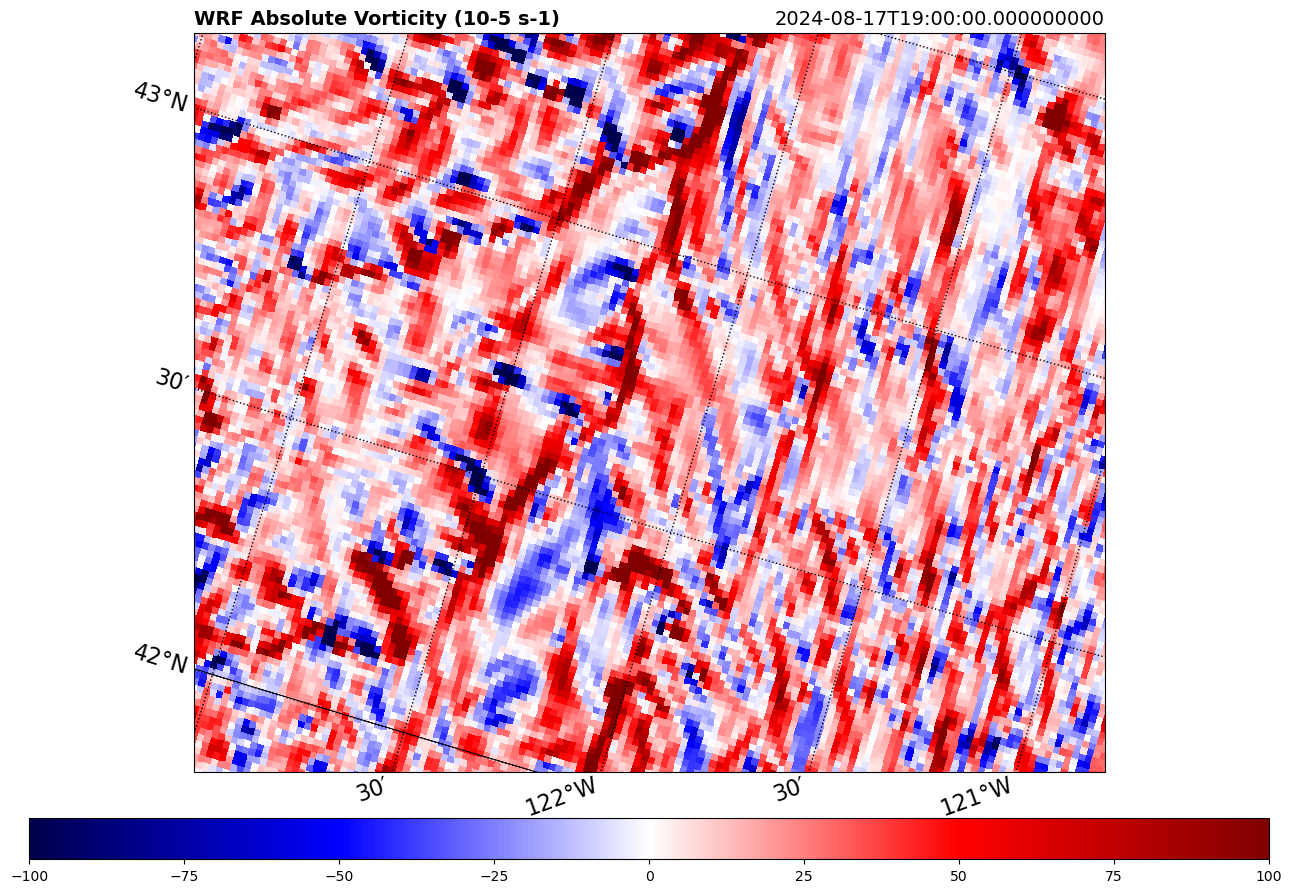 WRF Absolute Vorticity (10-5 s-1) 2024-08-17T19:00:00.000000000
43°N
30′
42°N
30′ 122°W 30′ 121°W
−100 −75 −50 −25 0 25 50 75 100